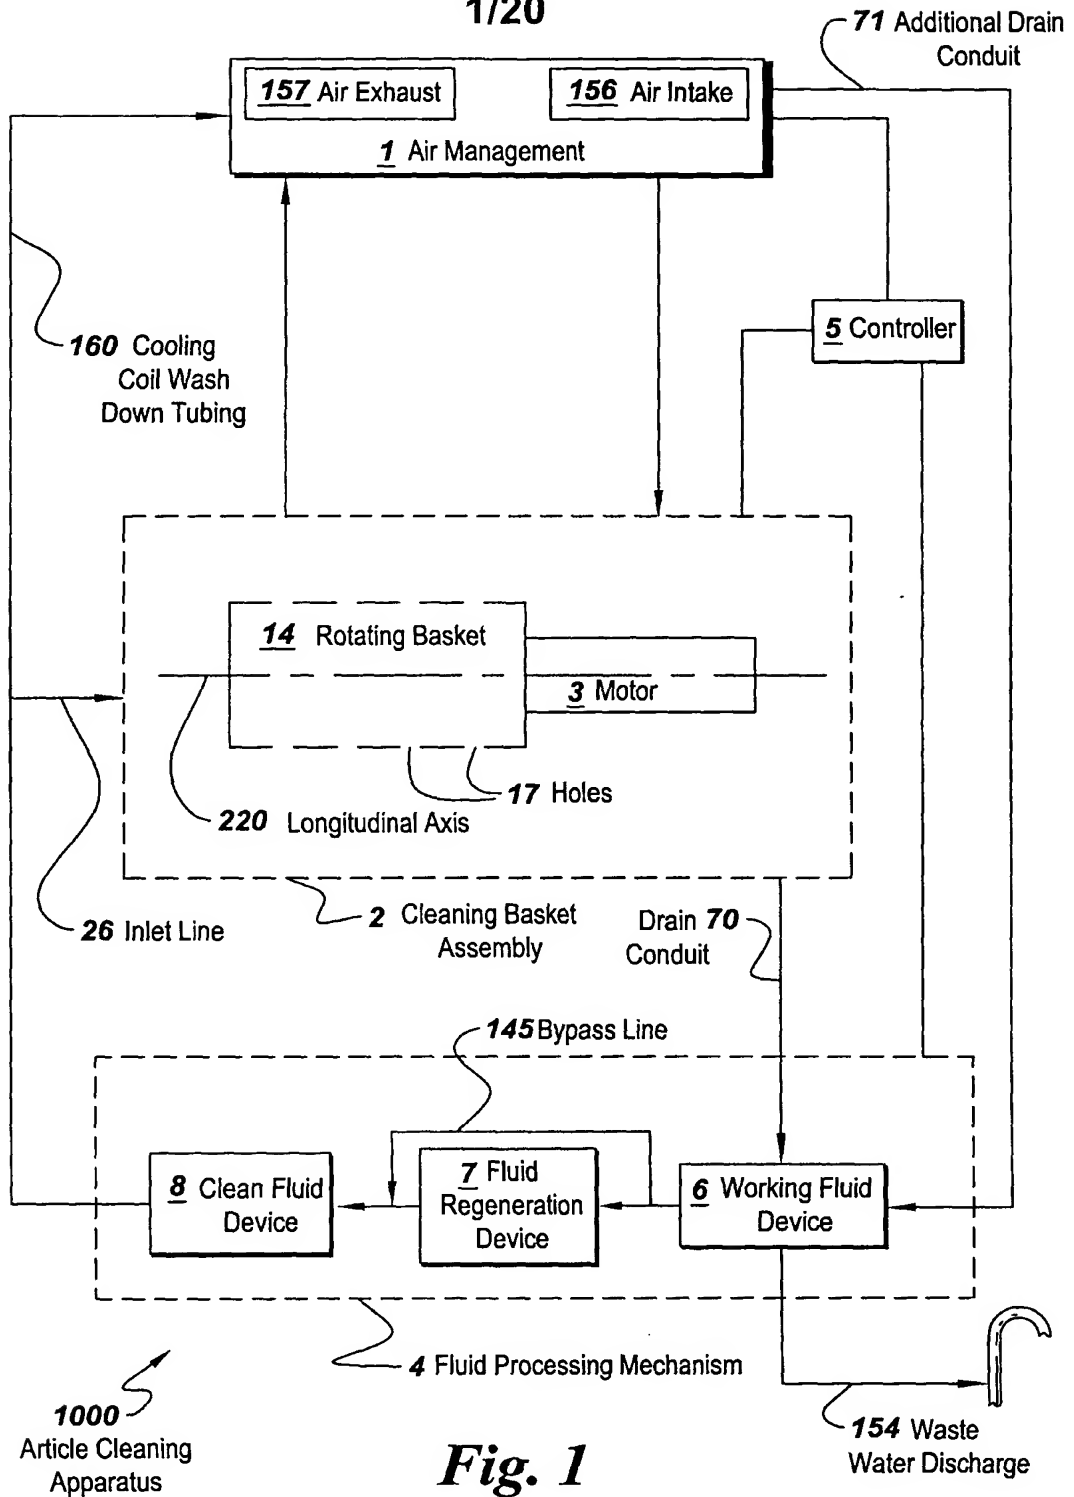 1/20
71 Additional Drain
Conduit
157 Air Exhaust
156 Air Intake
1 Air Management
5 Controller
160 Cooling
Coil Wash
Down Tubing
14 Rotating Basket
3 Motor
17 Holes
220 Longitudinal Axis
26 Inlet Line
2 Cleaning Basket
Assembly
Drain 70
Conduit
145 Bypass Line
8 Clean Fluid
Device
7 Fluid
Regeneration
Device
6 Working Fluid
Device
4 Fluid Processing Mechanism
1000
Article Cleaning
Apparatus
154 Waste
Water Discharge
Fig. 1